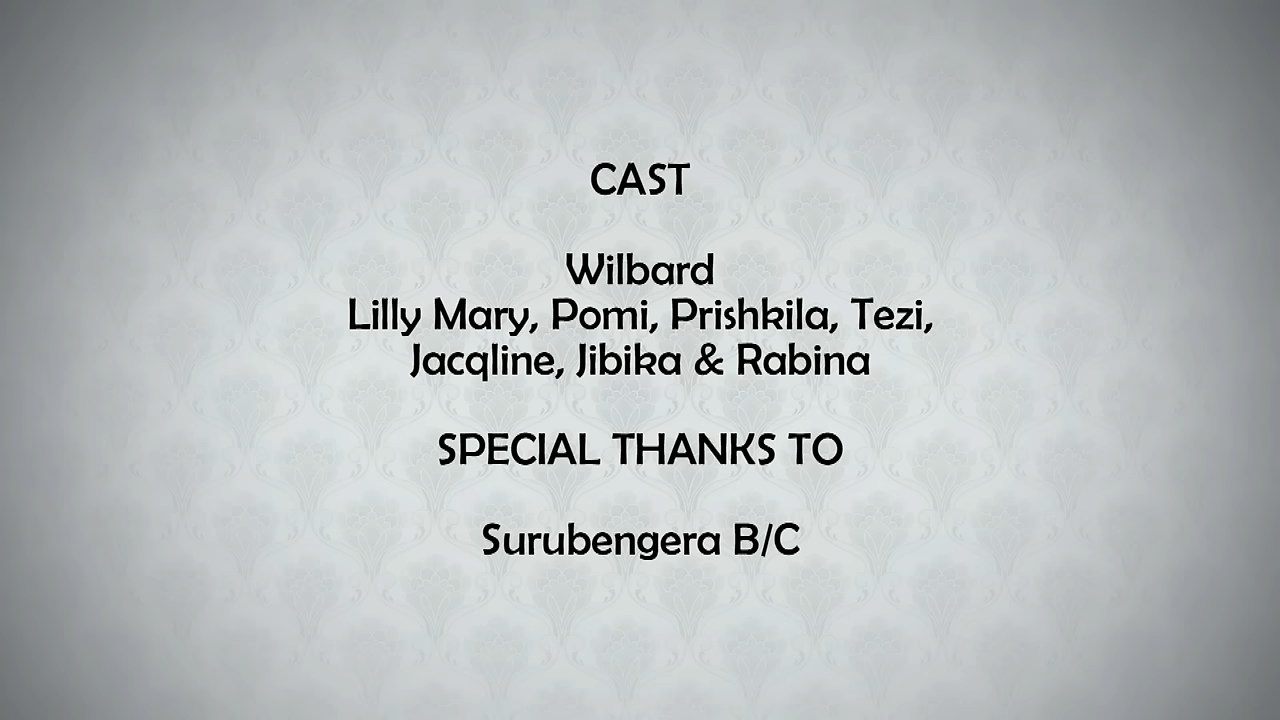 CAST
Wilbard
Lilly Mary, Pomi, Prishkila, Tezi,
Jacqline, Jibika & Rabina
SPECIAL THANKS TO
Surubengera B/C